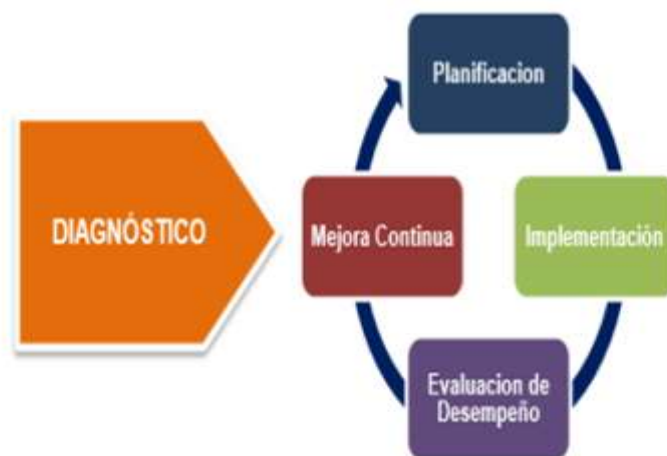 Planificacion
DIAGNÓSTICO
Mejora Continua
Implementación
Evaluacion de
Desempeño